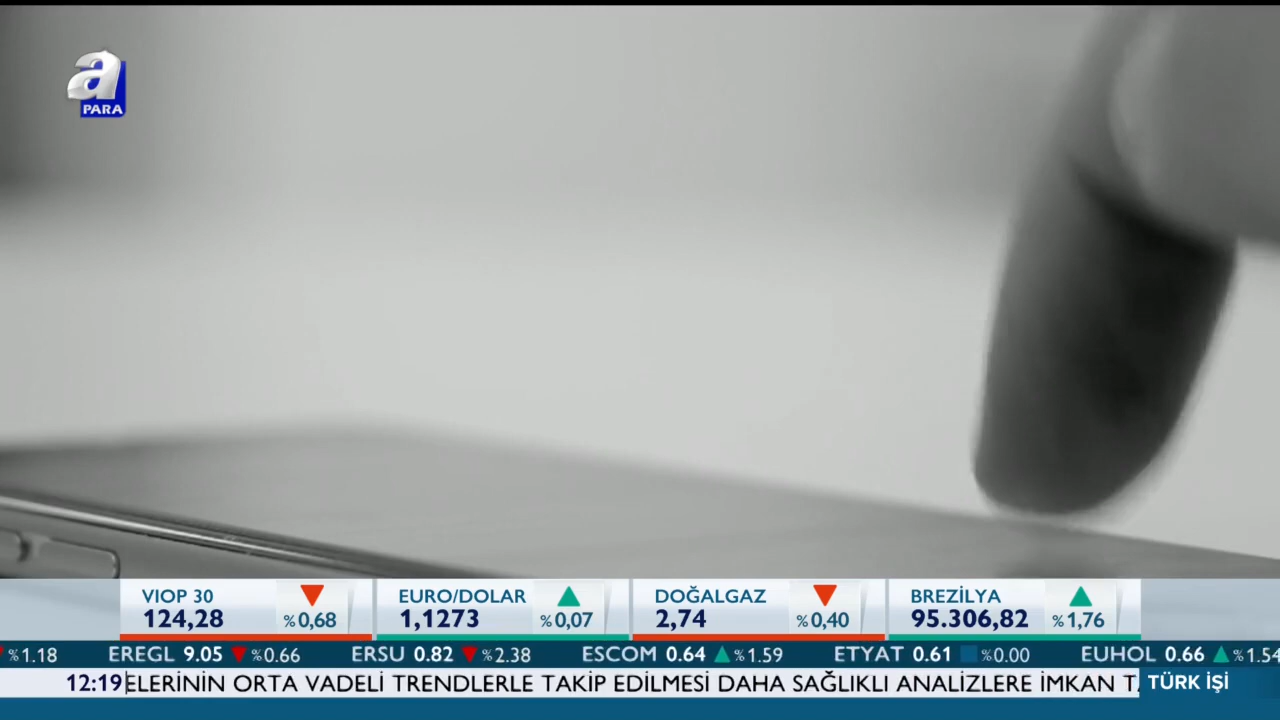 a
PARA
VIOP 30
124,28
%0,68
EURO/DOLAR
1,1273
%0,07
DOĞALGAZ
2,74
%0,40
BREZİLYA
95.306,82
%1,76
%1.18 EREGL 9.05 %0.66 ERSU 0.82 %2.38 ESCOM 0.64 %1.59 ETYAT 0.61 %0.00 EUHOL 0.66 %1.54
12:19 ELERİNİN ORTA VADELİ TRENDLERLE TAKİP EDİLMESİ DAHA SAĞLIKLI ANALİZLERE İMKAN TÜRK İŞİ